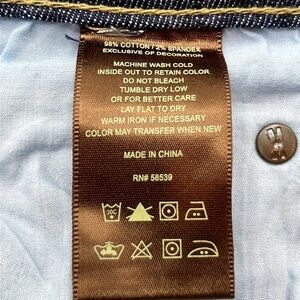 98% COTTON / 2% SPANDEX
EXCLUSIVE OF DECORATION
MACHINE WASH COLD
INSIDE OUT TO RETAIN COLOR
DO NOT BLEACH
TUMBLE DRY LOW
OR FOR BETTER CARE
LAY FLAT TO DRY
WARM IRON IF NECESSARY
COLOR MAY TRANSFER WHEN NEW
MADE IN CHINA
RN# 58539